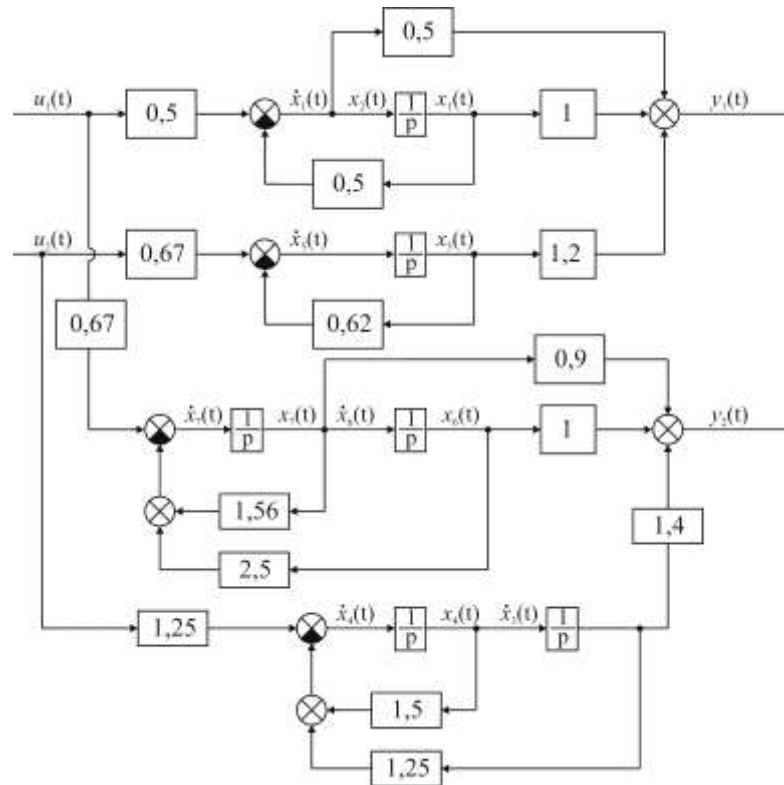 0,5
u₁(t) 0,5 ẋ₁(t) x₂(t) 1/p x₁(t) 1 y₁(t)
0,5
u₂(t) 0,67 ẋ₅(t) 1/p x₅(t) 1,2
0,67 0,62
0,9
ẋ₇(t) 1/p x₇(t) ẋ₆(t) 1/p x₆(t) 1 y₂(t)
1,56
1,4
2,5
1,25 ẋ₄(t) 1/p x₄(t) ẋ₃(t) 1/p
1,5
1,25